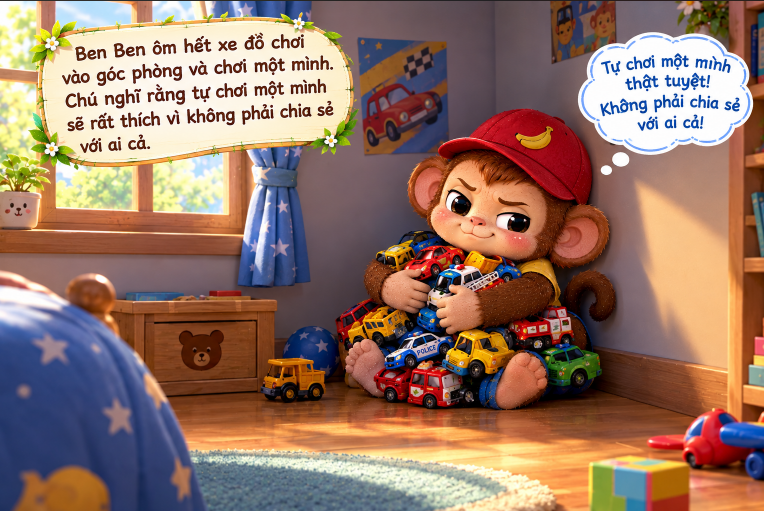 Ben Ben ôm hết xe đồ chơi
vào góc phòng và chơi một mình.
Chú nghĩ rằng tự chơi một mình
sẽ rất thích vì không phải chia sẻ
với ai cả.
Tự chơi một mình
thật tuyệt!
Không phải chia sẻ
với ai cả!
POLICE